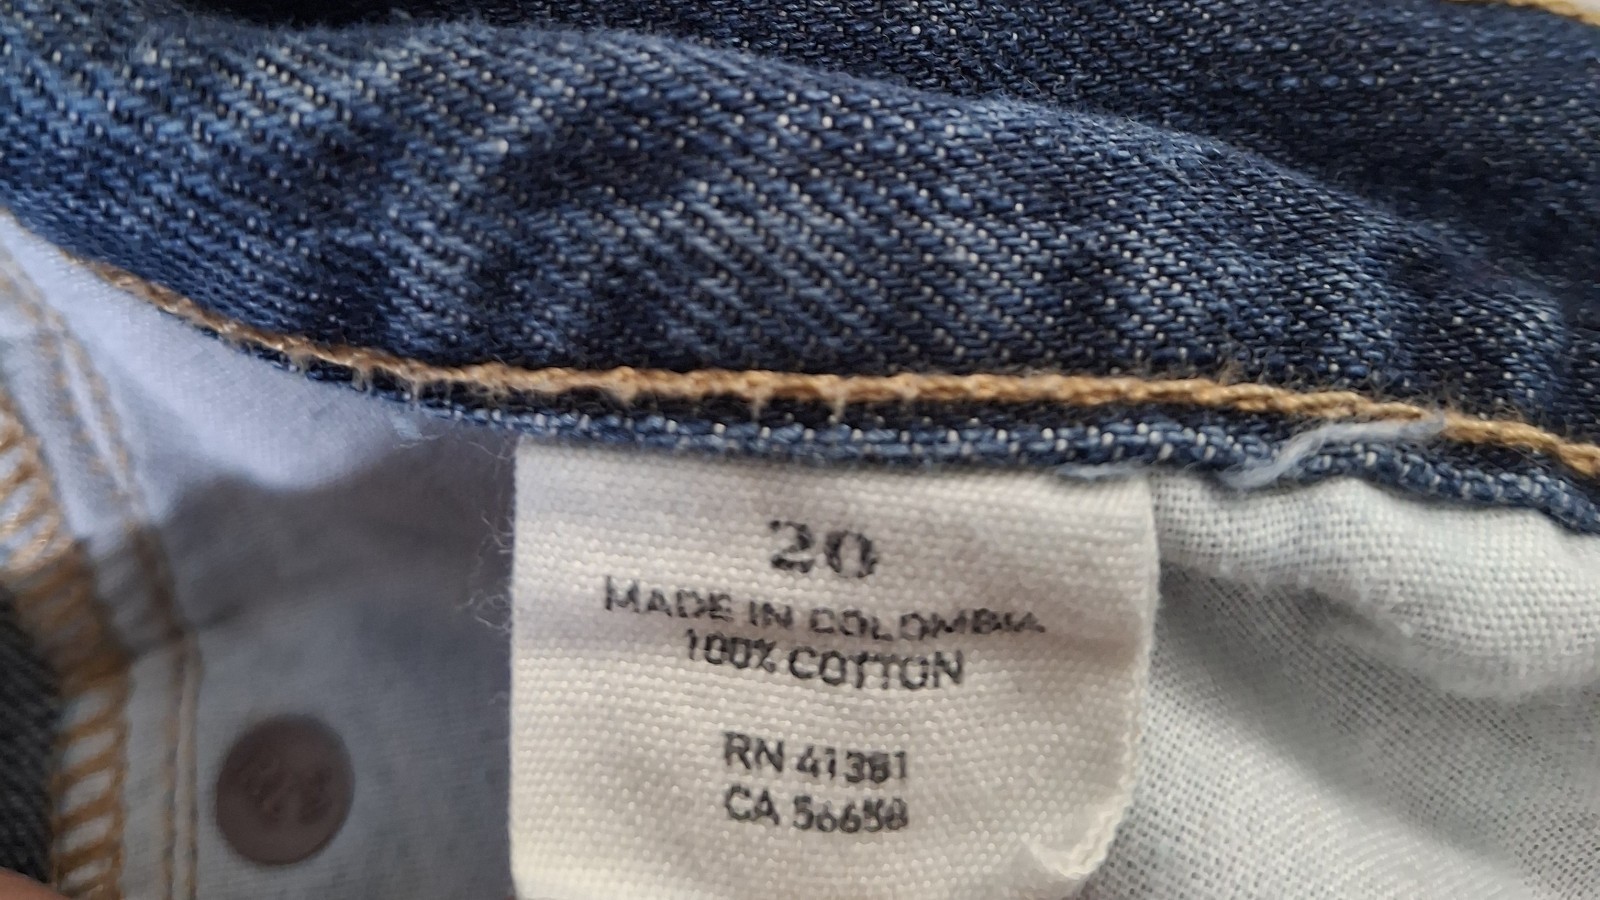 20
MADE IN COLOMBIA
100% COTTON
RN 41381
CA 56658